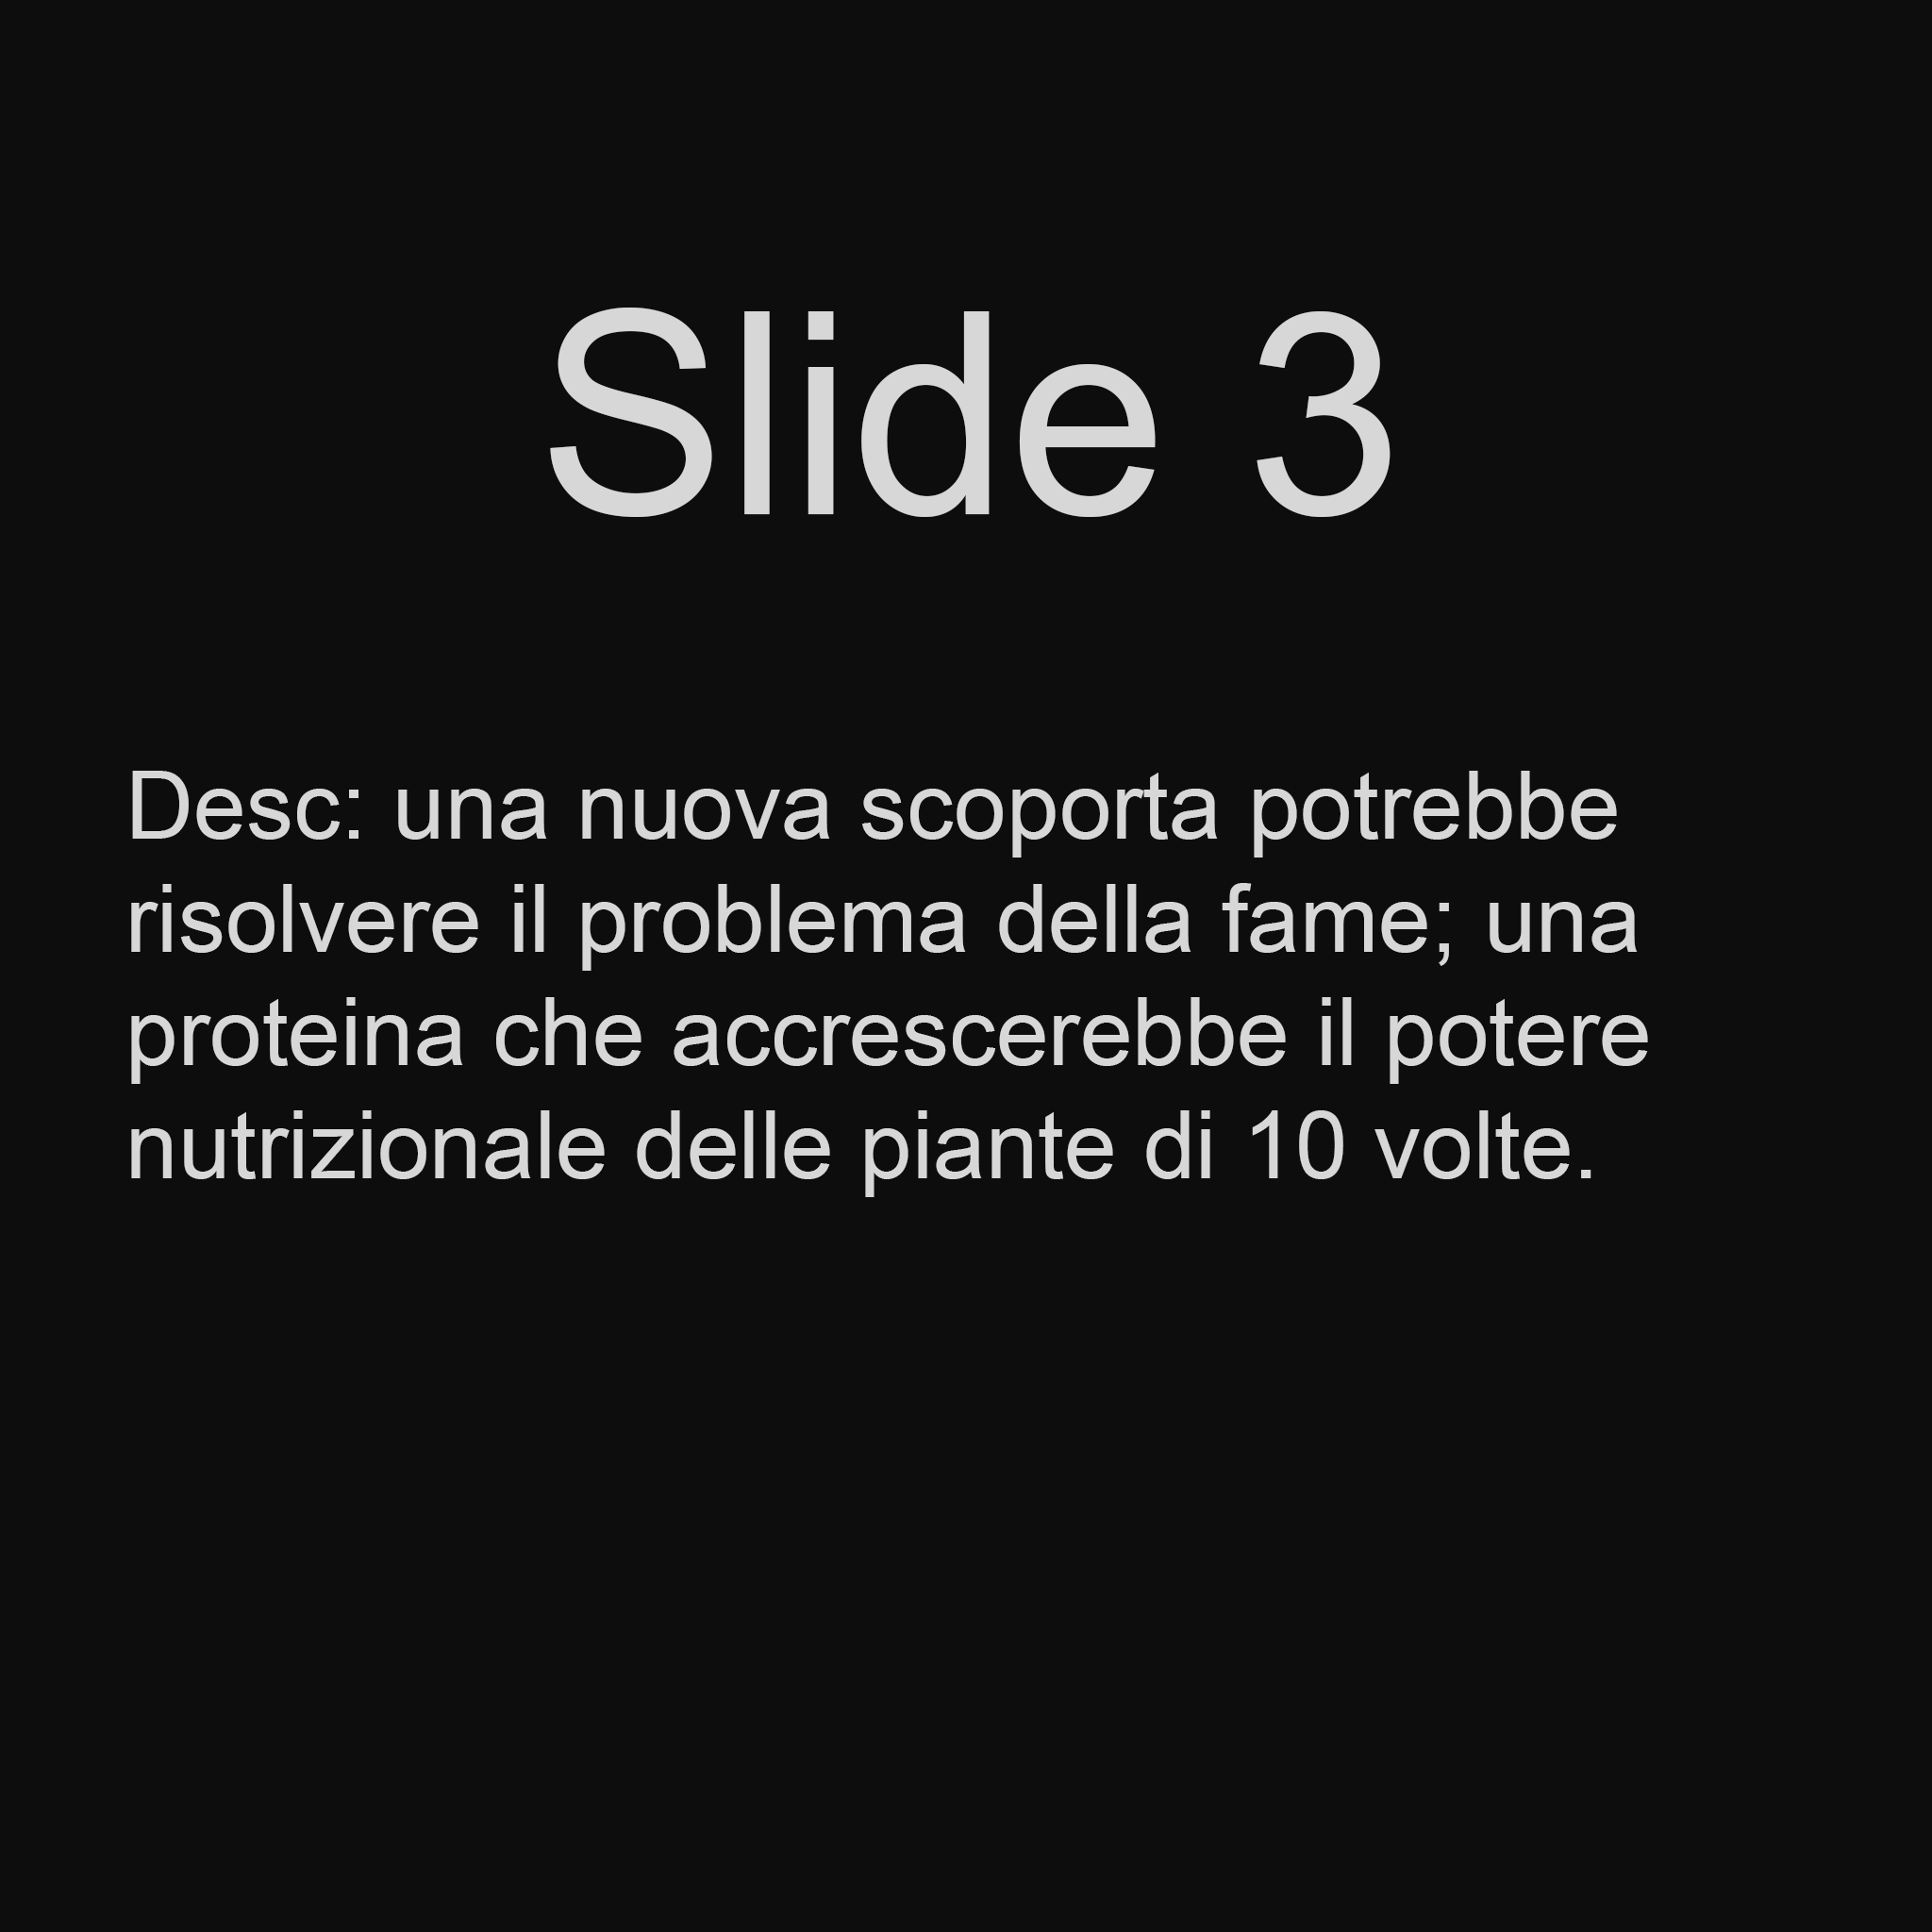 Slide 3
Desc: una nuova scoporta potrebbe
risolvere il problema della fame; una
proteina che accrescerebbe il potere
nutrizionale delle piante di 10 volte.